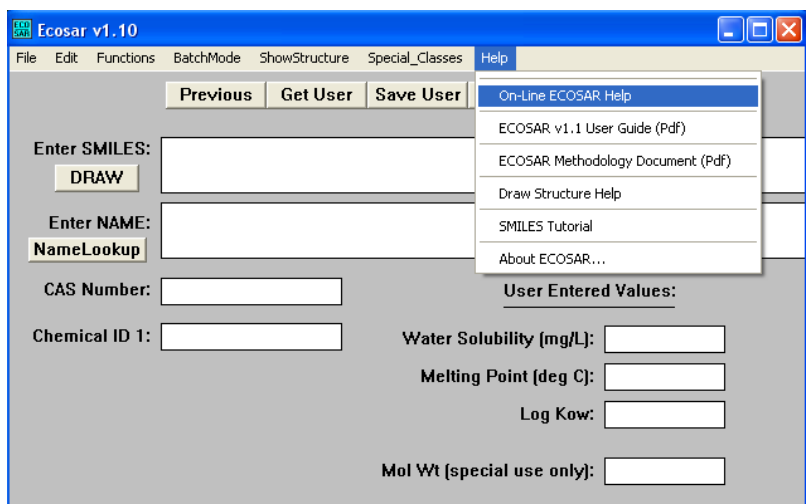 ECO SAR Ecosar v1.10
File Edit Functions BatchMode ShowStructure Special_Classes Help
Previous Get User Save User
On-Line ECOSAR Help
ECOSAR v1.1 User Guide (Pdf)
ECOSAR Methodology Document (Pdf)
Draw Structure Help
SMILES Tutorial
About ECOSAR...
Enter SMILES:
DRAW
Enter NAME:
NameLookup
CAS Number:
Chemical ID 1:
User Entered Values:
Water Solubility (mg/L):
Melting Point (deg C):
Log Kow:
Mol Wt (special use only):